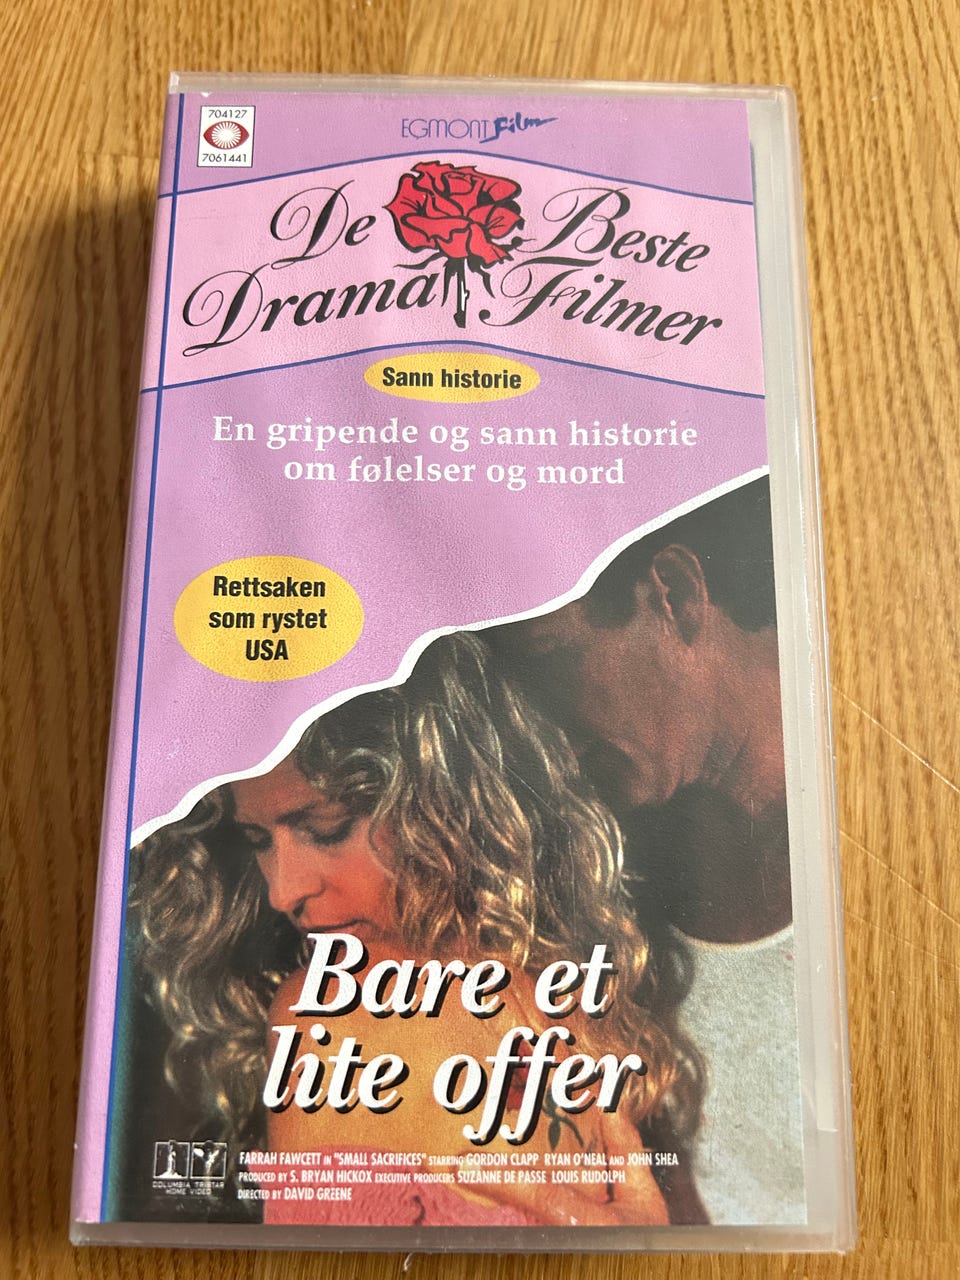 704127
7061441
EGMONT Film
De Beste
Drama Filmer
Sann historie
En gripende og sann historie
om følelser og mord
Rettsaken
som rystet
USA
Bare et
lite offer
COLUMBIA TRISTAR
HOME VIDEO
FARRAH FAWCETT IN "SMALL SACRIFICES" STARRING GORDON CLAPP RYAN O'NEAL AND JOHN SHEA
PRODUCED BY S. BRYAN HICKOX EXECUTIVE PRODUCERS SUZANNE DE PASSE LOUIS RUDOLPH
DIRECTED BY DAVID GREENE